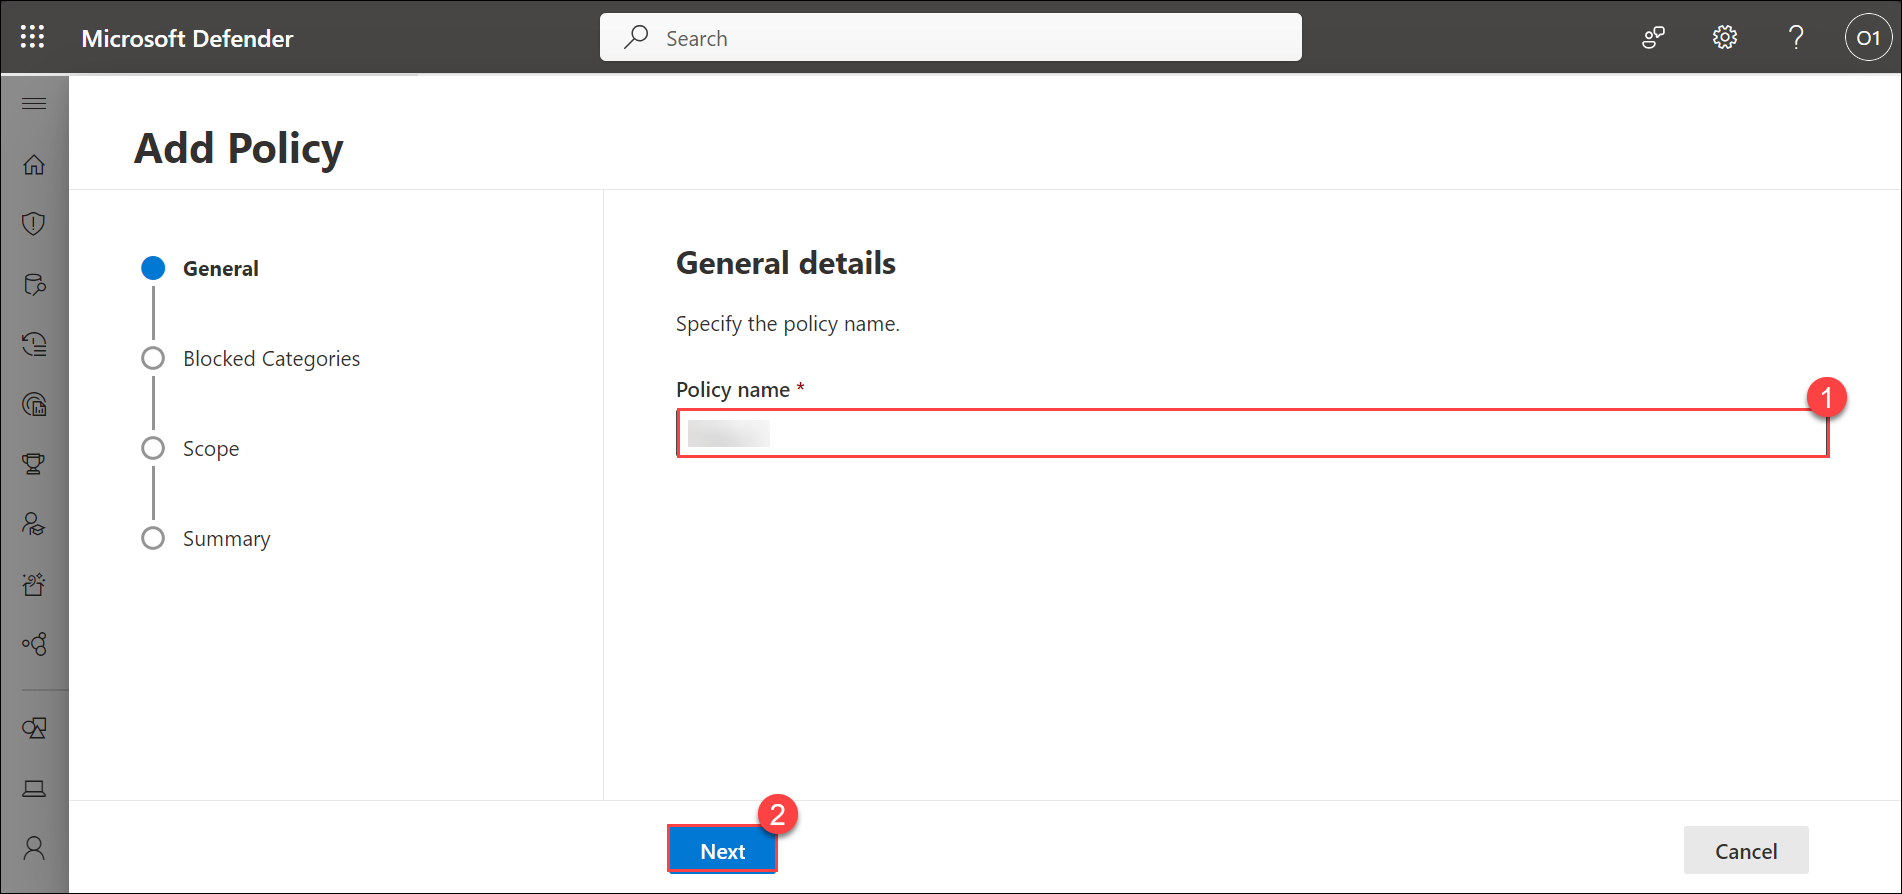 Microsoft Defender
Search
O1
Add Policy
General
Blocked Categories
Scope
Summary
General details
Specify the policy name.
Policy name *
1
2
Next
Cancel